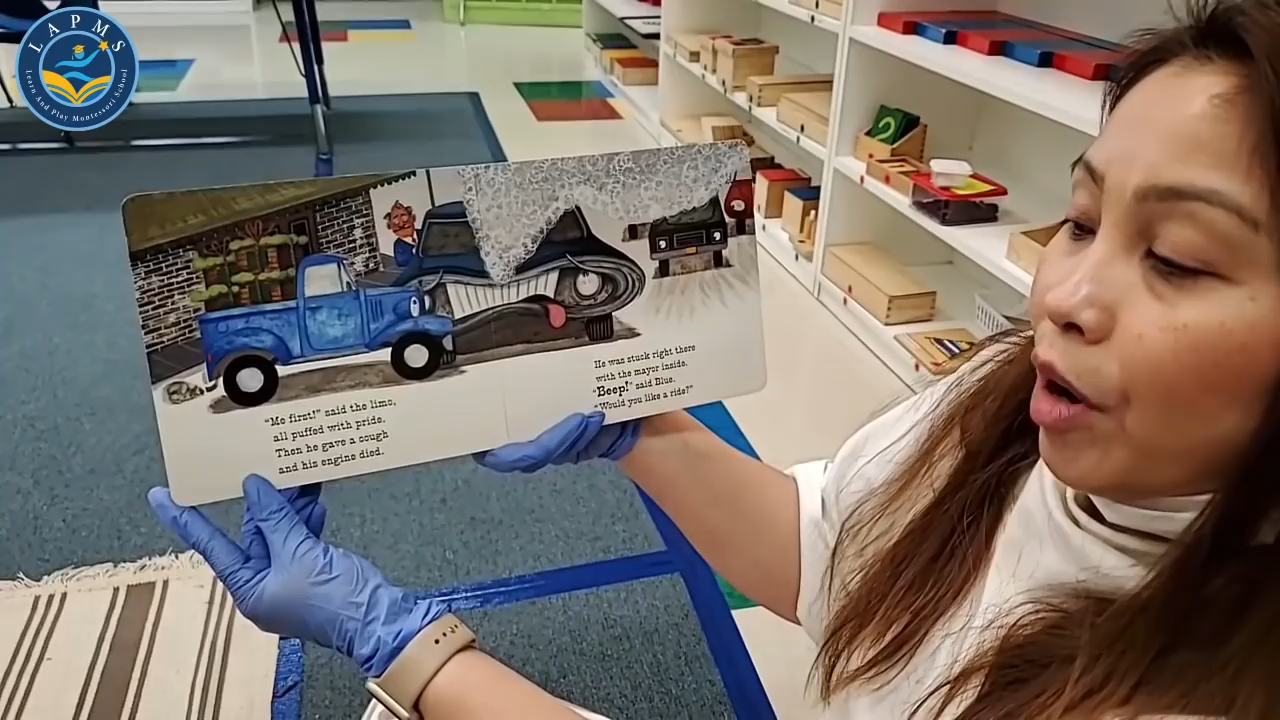 LAPMS
Learn And Play Montessori School
"Me first!" said the limo,
all puffed with pride.
Then he gave a cough
and his engine died.
He was stuck right there
with the mayor inside.
"Beep!" said Blue.
"Would you like a ride?"
2